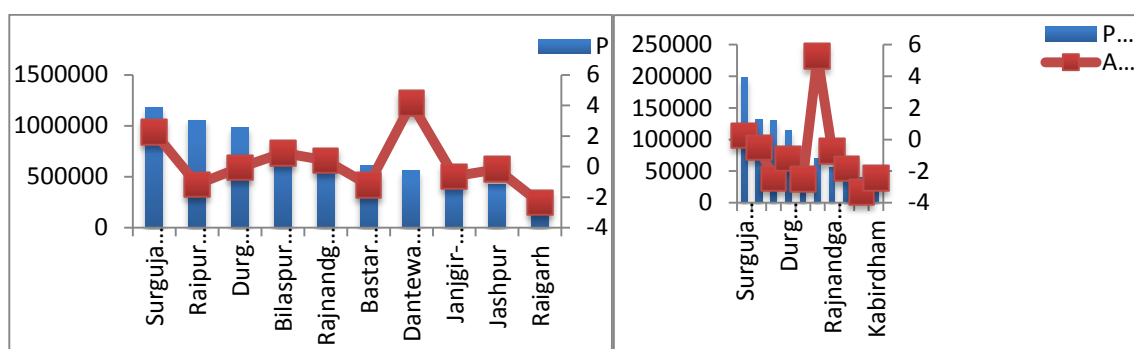 P
1500000
1000000
500000
0
6
4
2
0
-2
-4
Surguja...
Raipur...
Durg...
Bilaspur...
Rajnandg...
Bastar...
Dantewa...
Janjgir-...
Jashpur
Raigarh
P...
A...
250000
200000
150000
100000
50000
0
6
4
2
0
-2
-4
Surguja...
Durg...
Rajnandga...
Kabirdham